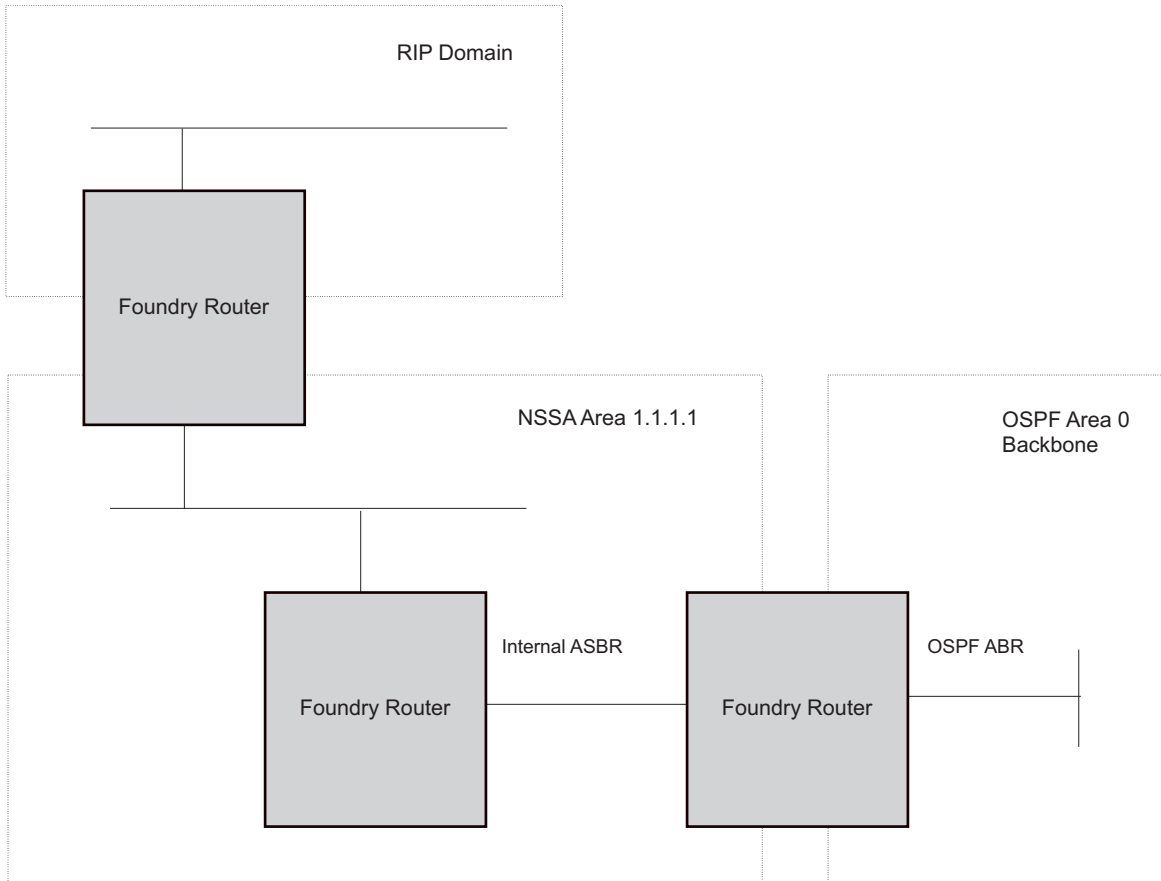 RIP Domain
Foundry Router
NSSA Area 1.1.1.1
OSPF Area 0
Backbone
Internal ASBR
OSPF ABR
Foundry Router
Foundry Router